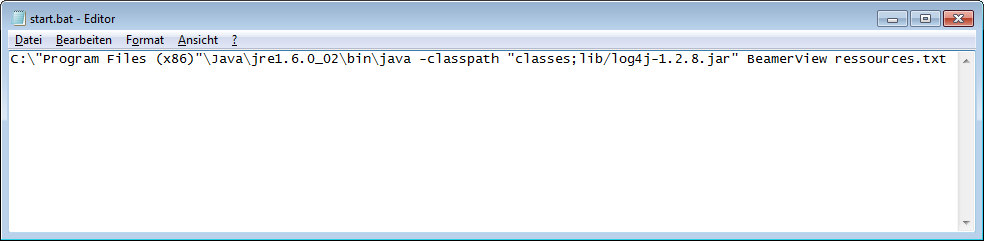 start.bat - Editor
Datei Bearbeiten Format Ansicht ?
C:\"Program Files (x86)"\Java\jre1.6.0_02\bin\java -classpath "classes;lib/log4j-1.2.8.jar" BeamerView ressources.txt